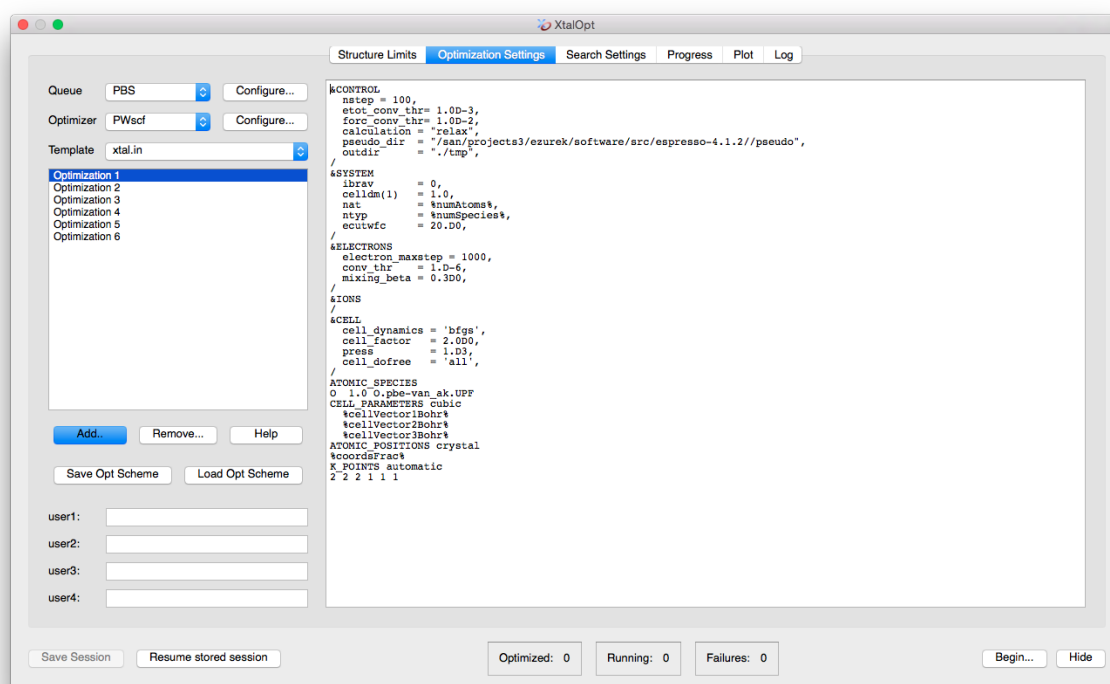 XtalOpt
Structure Limits Optimization Settings Search Settings Progress Plot Log
Queue PBS Configure...
Optimizer PWscf Configure...
Template xtal.in
Optimization 1
Optimization 2
Optimization 3
Optimization 4
Optimization 5
Optimization 6
Add.. Remove... Help
Save Opt Scheme Load Opt Scheme
user1:
user2:
user3:
user4:
&CONTROL
  nstep = 100,
  etot_conv_thr= 1.0D-3,
  forc_conv_thr= 1.0D-2,
  calculation = "relax",
  pseudo_dir  = "/san/projects3/ezurek/software/src/espresso-4.1.2//pseudo",
  outdir      = "./tmp",
/
&SYSTEM
  ibrav       = 0,
  celldm(1)   = 1.0,
  nat         = %numAtoms%,
  ntyp        = %numSpecies%,
  ecutwfc     = 20.D0,
/
&ELECTRONS
  electron_maxstep = 1000,
  conv_thr    = 1.D-6,
  mixing_beta = 0.3D0,
/
&IONS
/
&CELL
  cell_dynamics = 'bfgs',
  cell_factor   = 2.0D0,
  press         = 1.D3,
  cell_dofree   = 'all',
/
ATOMIC_SPECIES
O  1.0 O.pbe-van_ak.UPF
CELL_PARAMETERS cubic
  %cellVector1Bohr%
  %cellVector2Bohr%
  %cellVector3Bohr%
ATOMIC_POSITIONS crystal
%coordsFrac%
K_POINTS automatic
2 2 2 1 1 1
Save Session Resume stored session Optimized: 0 Running: 0 Failures: 0 Begin... Hide